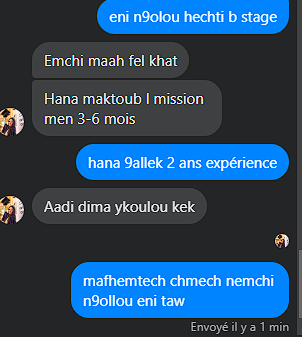 eni n9olou hechti b stage
Emchi maah fel khat
Hana maktoub l mission
men 3-6 mois
hana 9allek 2 ans expérience
Aadi dima ykoulou kek
mafhemtech chmech nemchi
n9ollou eni taw
Envoyé il y a 1 min